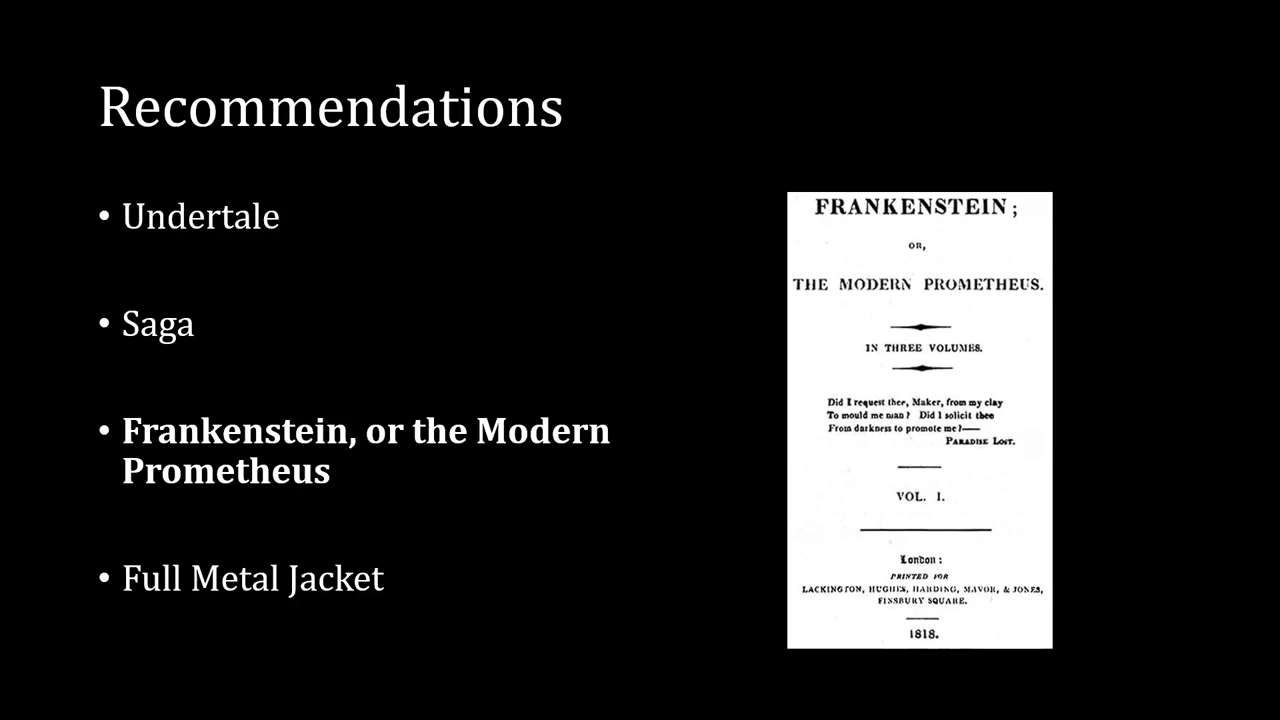 Recommendations
• Undertale
• Saga
• Frankenstein, or the Modern
Prometheus
• Full Metal Jacket
FRANKENSTEIN;
OR,
THE MODERN PROMETHEUS.
IN THREE VOLUMES.
Did I request thee, Maker, from my clay
To mould me man? Did I solicit thee
From darkness to promote me?—
PARADISE LOST.
VOL. I.
London:
PRINTED FOR
LACKINGTON, HUGHES, HARDING, MAVOR, & JONES,
FINSBURY SQUARE.
1818.